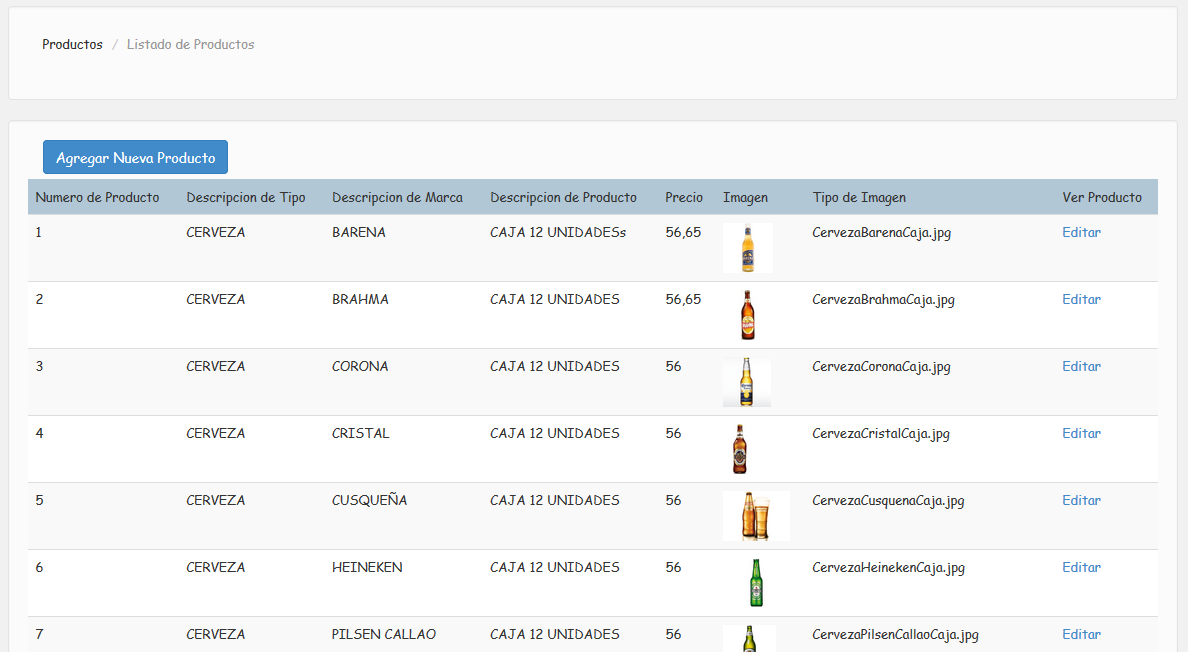 Productos / Listado de Productos
Agregar Nueva Producto
Numero de Producto Descripcion de Tipo Descripcion de Marca Descripcion de Producto Precio Imagen Tipo de Imagen Ver Producto
1 CERVEZA BARENA CAJA 12 UNIDADESs 56,65 CervezaBarenaCaja.jpg Editar
2 CERVEZA BRAHMA CAJA 12 UNIDADES 56,65 CervezaBrahmaCaja.jpg Editar
3 CERVEZA CORONA CAJA 12 UNIDADES 56 CervezaCoronaCaja.jpg Editar
4 CERVEZA CRISTAL CAJA 12 UNIDADES 56 CervezaCristalCaja.jpg Editar
5 CERVEZA CUSQUEÑA CAJA 12 UNIDADES 56 CervezaCusquenaCaja.jpg Editar
6 CERVEZA HEINEKEN CAJA 12 UNIDADES 56 CervezaHeinekenCaja.jpg Editar
7 CERVEZA PILSEN CALLAO CAJA 12 UNIDADES 56 CervezaPilsenCallaoCaja.jpg Editar